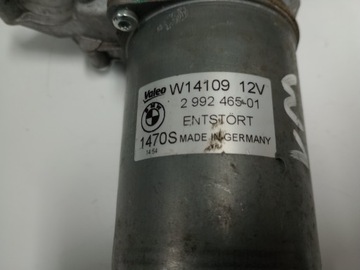 Valeo W14109 12V
2 992 465-01
ENTSTÖRT
1470S MADE IN GERMANY